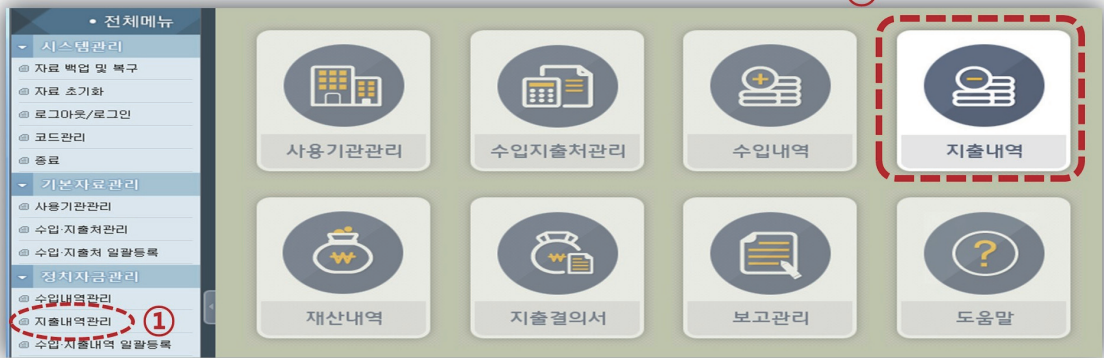 • 전체메뉴
시스템관리
자료 백업 및 복구
자료 초기화
로그아웃/로그인
코드관리
종료
기본자료관리
사용기관관리
수입·지출처관리
수입·지출처 일괄등록
정치자금관리
수입내역관리
지출내역관리 ①
수입·지출내역 일괄등록
사용기관관리 수입지출처관리 수입내역 지출내역
재산내역 지출결의서 보고관리 도움말